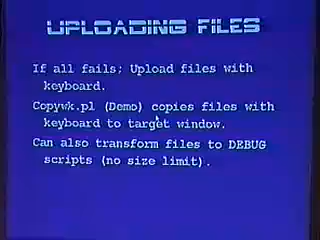 UPLOADING FILES
If all fails; Upload files with
keyboard.
Copywk.pl (Demo) copies files with
keyboard to target window.
Can also transform files to DEBUG
scripts (no size limit).